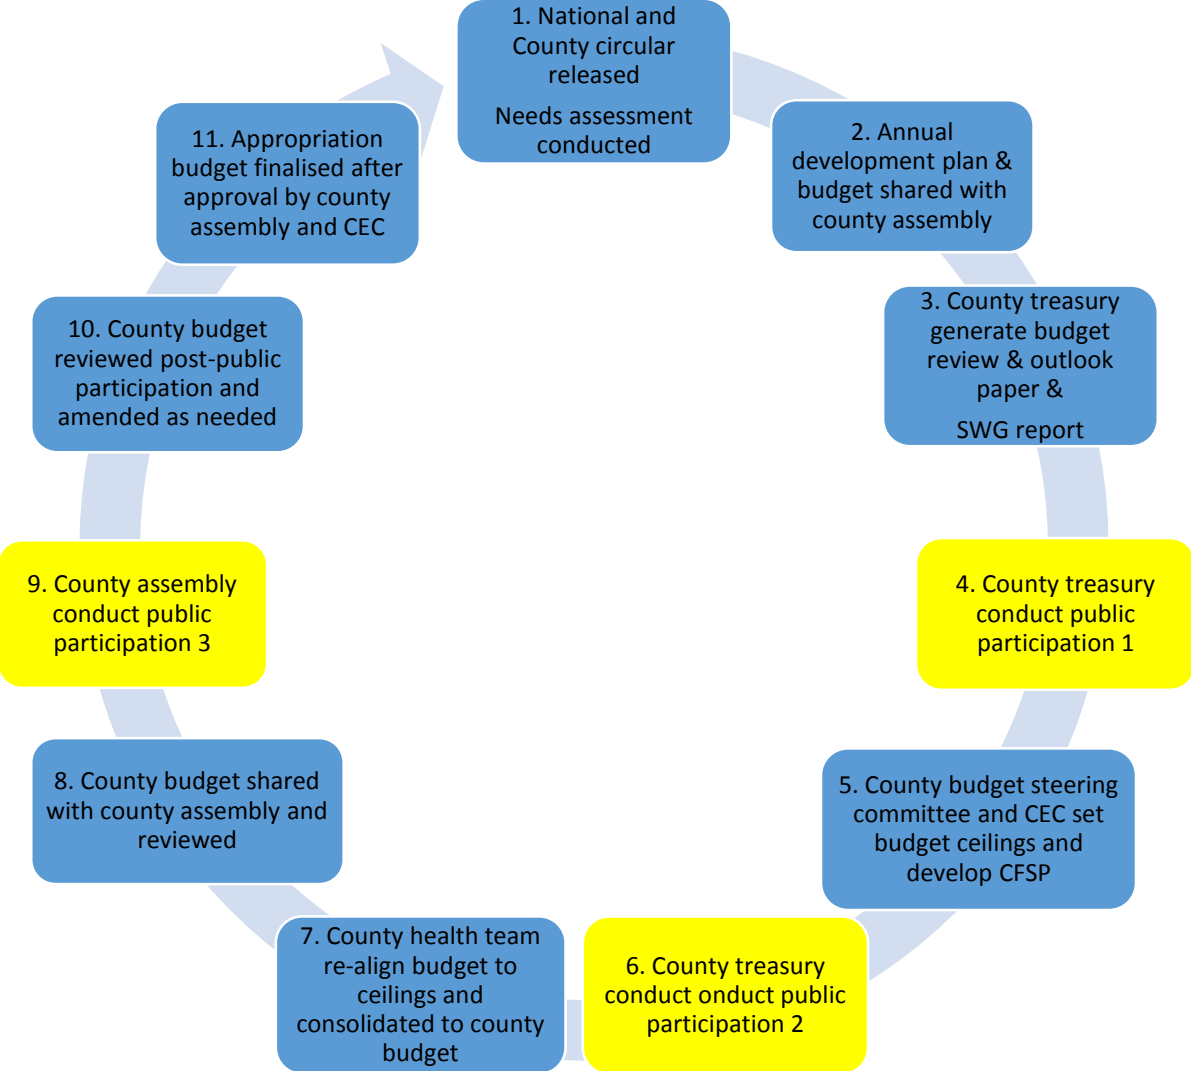 1. National and
County circular
released
Needs assessment
conducted
2. Annual
development plan &
budget shared with
county assembly
3. County treasury
generate budget
review & outlook
paper &
SWG report
4. County treasury
conduct public
participation 1
5. County budget steering
committee and CEC set
budget ceilings and
develop CFSP
6. County treasury
conduct onduct public
participation 2
7. County health team
re-align budget to
ceilings and
consolidated to county
budget
8. County budget shared
with county assembly and
reviewed
9. County assembly
conduct public
participation 3
10. County budget
reviewed post-public
participation and
amended as needed
11. Appropriation
budget finalised after
approval by county
assembly and CEC